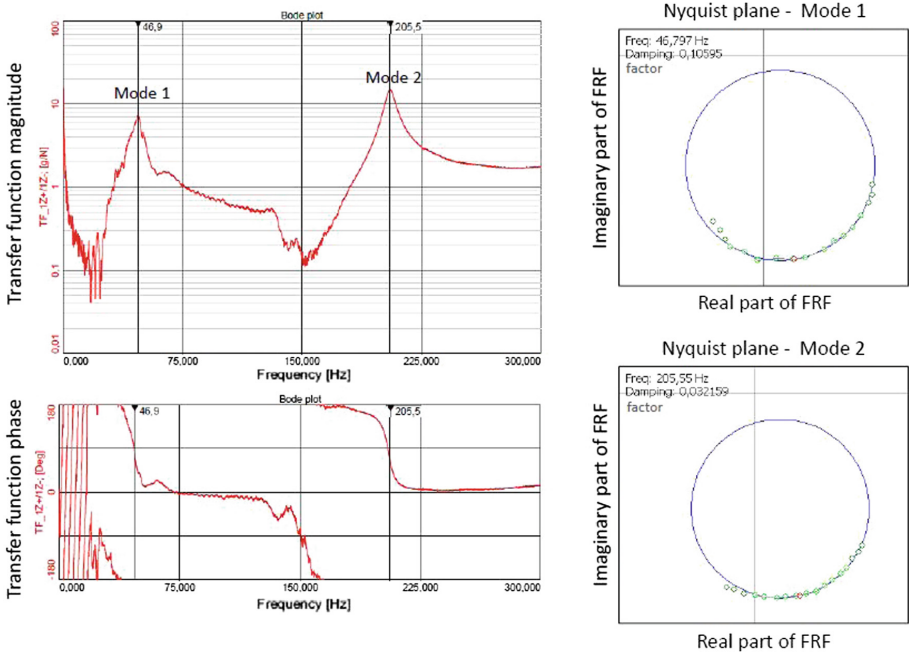 Bode plot
46,9
205,5
Mode 1
Mode 2
Transfer function magnitude
TF_1Z+/1Z-, [g/N]
100
10
1
0,1
0,01
0,000
75,000
150,000
225,000
300,000
Frequency [Hz]
Bode plot
46,9
205,5
Transfer function phase
TF_1Z+/1Z-, [Deg]
180
0
-180
0,000
75,000
150,000
225,000
300,000
Frequency [Hz]
Nyquist plane - Mode 1
Freq: 46,797 Hz
Damping: 0,10595
factor
Imaginary part of FRF
Real part of FRF
Nyquist plane - Mode 2
Freq: 205,55 Hz
Damping: 0,032159
factor
Imaginary part of FRF
Real part of FRF